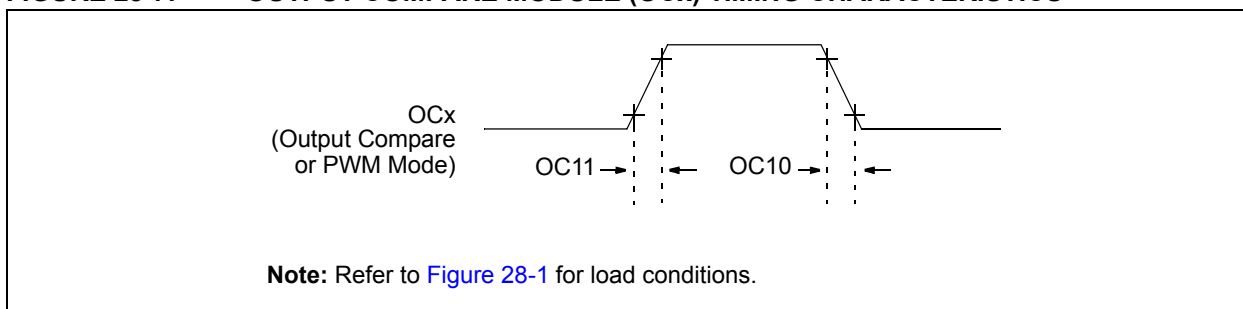 OCx
(Output Compare
or PWM Mode)
OC11
OC10
Note: Refer to Figure 28-1 for load conditions.